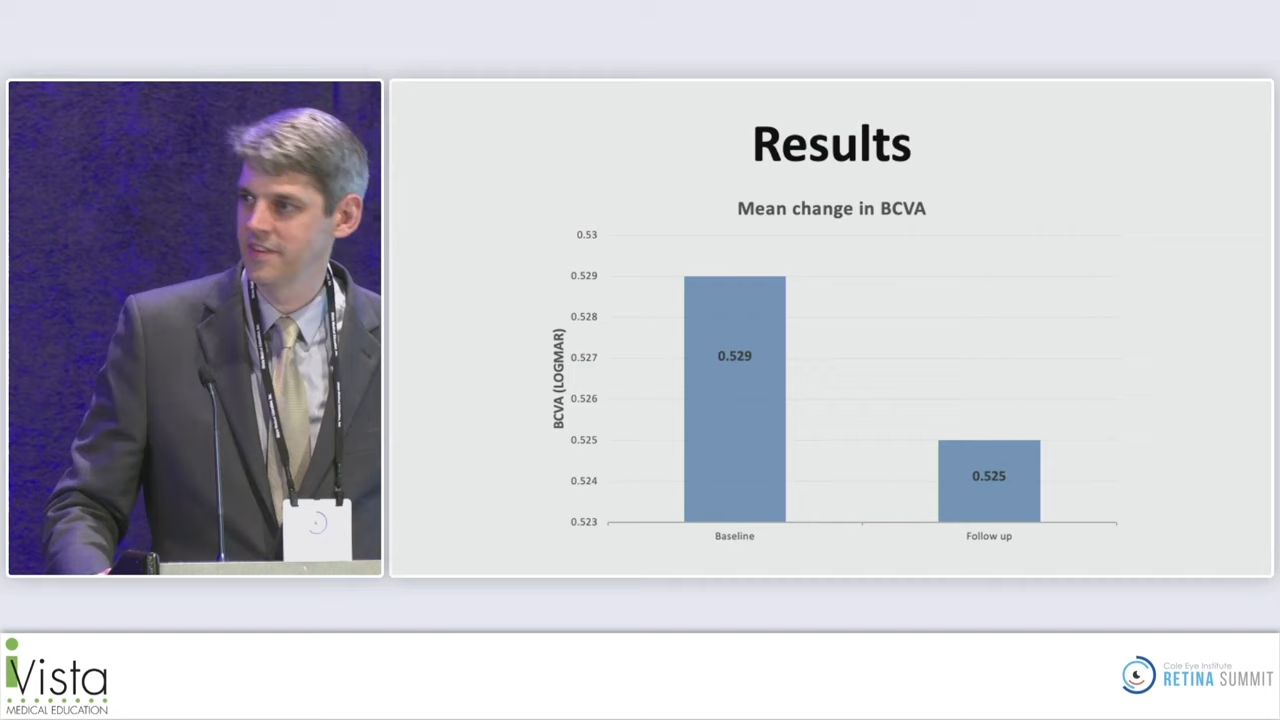 Results
Mean change in BCVA
0.53
0.529
0.528
0.527
0.526
0.525
0.524
0.523
BCVA (LOGMAR)
0.529
0.525
Baseline
Follow up
iVista
MEDICAL EDUCATION
Cole Eye Institute
RETINA SUMMIT